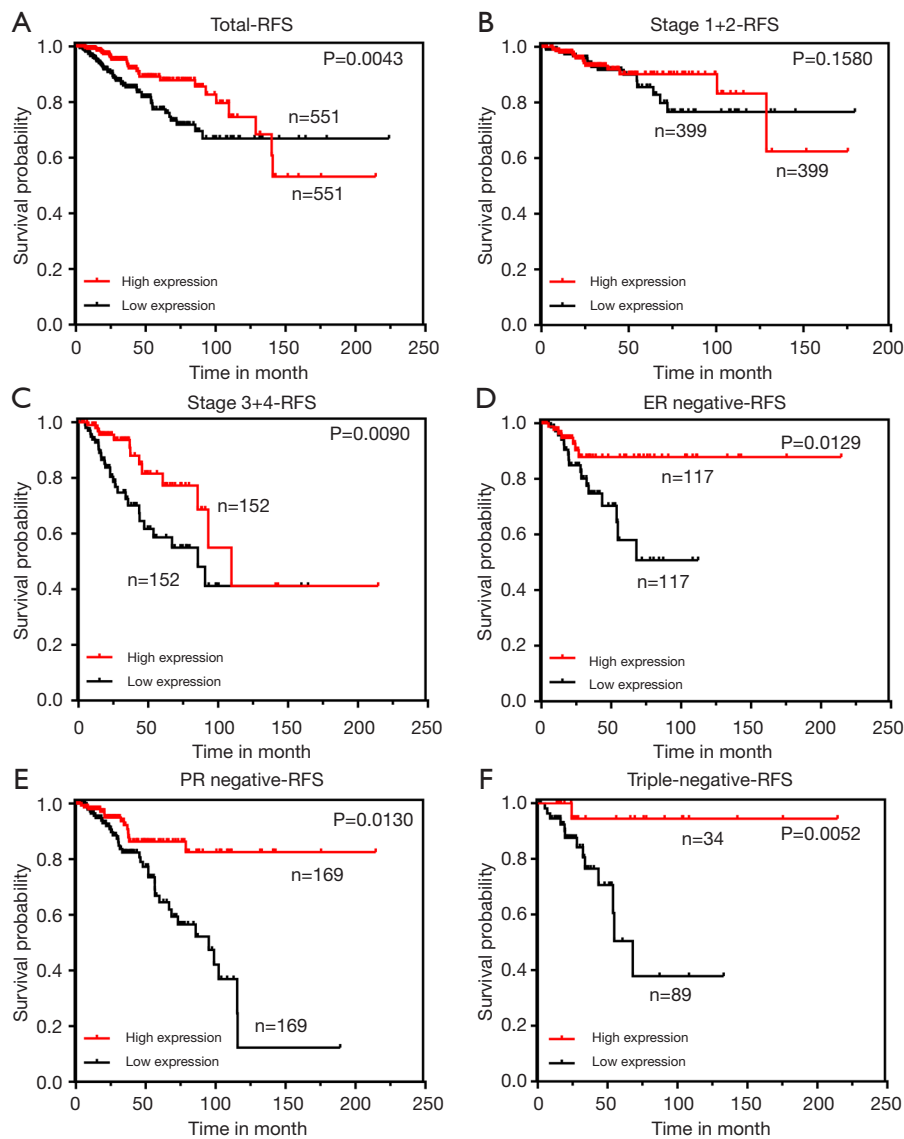 A
Total-RFS
P=0.0043
n=551
n=551
High expression
Low expression
Survival probability
1.0
0.8
0.6
0.4
0.2
0.0
0 50 100 150 200 250
Time in month
B
Stage 1+2-RFS
P=0.1580
n=399
n=399
High expression
Low expression
Survival probability
1.0
0.8
0.6
0.4
0.2
0.0
0 50 100 150 200
Time in month
C
Stage 3+4-RFS
P=0.0090
n=152
n=152
High expression
Low expression
Survival probability
1.0
0.8
0.6
0.4
0.2
0.0
0 50 100 150 200 250
Time in month
D
ER negative-RFS
P=0.0129
n=117
n=117
High expression
Low expression
Survival probability
1.0
0.8
0.6
0.4
0.2
0.0
0 50 100 150 200 250
Time in month
E
PR negative-RFS
P=0.0130
n=169
n=169
High expression
Low expression
Survival probability
1.0
0.8
0.6
0.4
0.2
0.0
0 50 100 150 200 250
Time in month
F
Triple-negative-RFS
n=34
P=0.0052
n=89
High expression
Low expression
Survival probability
1.0
0.8
0.6
0.4
0.2
0.0
0 50 100 150 200 250
Time in month